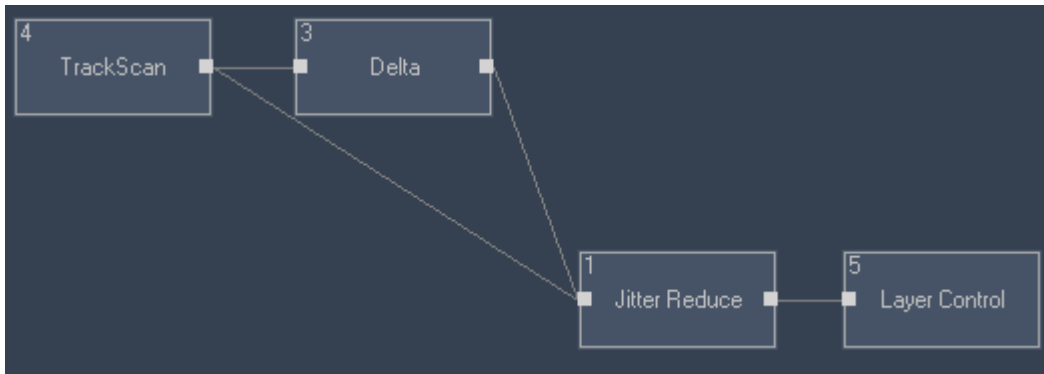 4
TrackScan
3
Delta
1
Jitter Reduce
5
Layer Control